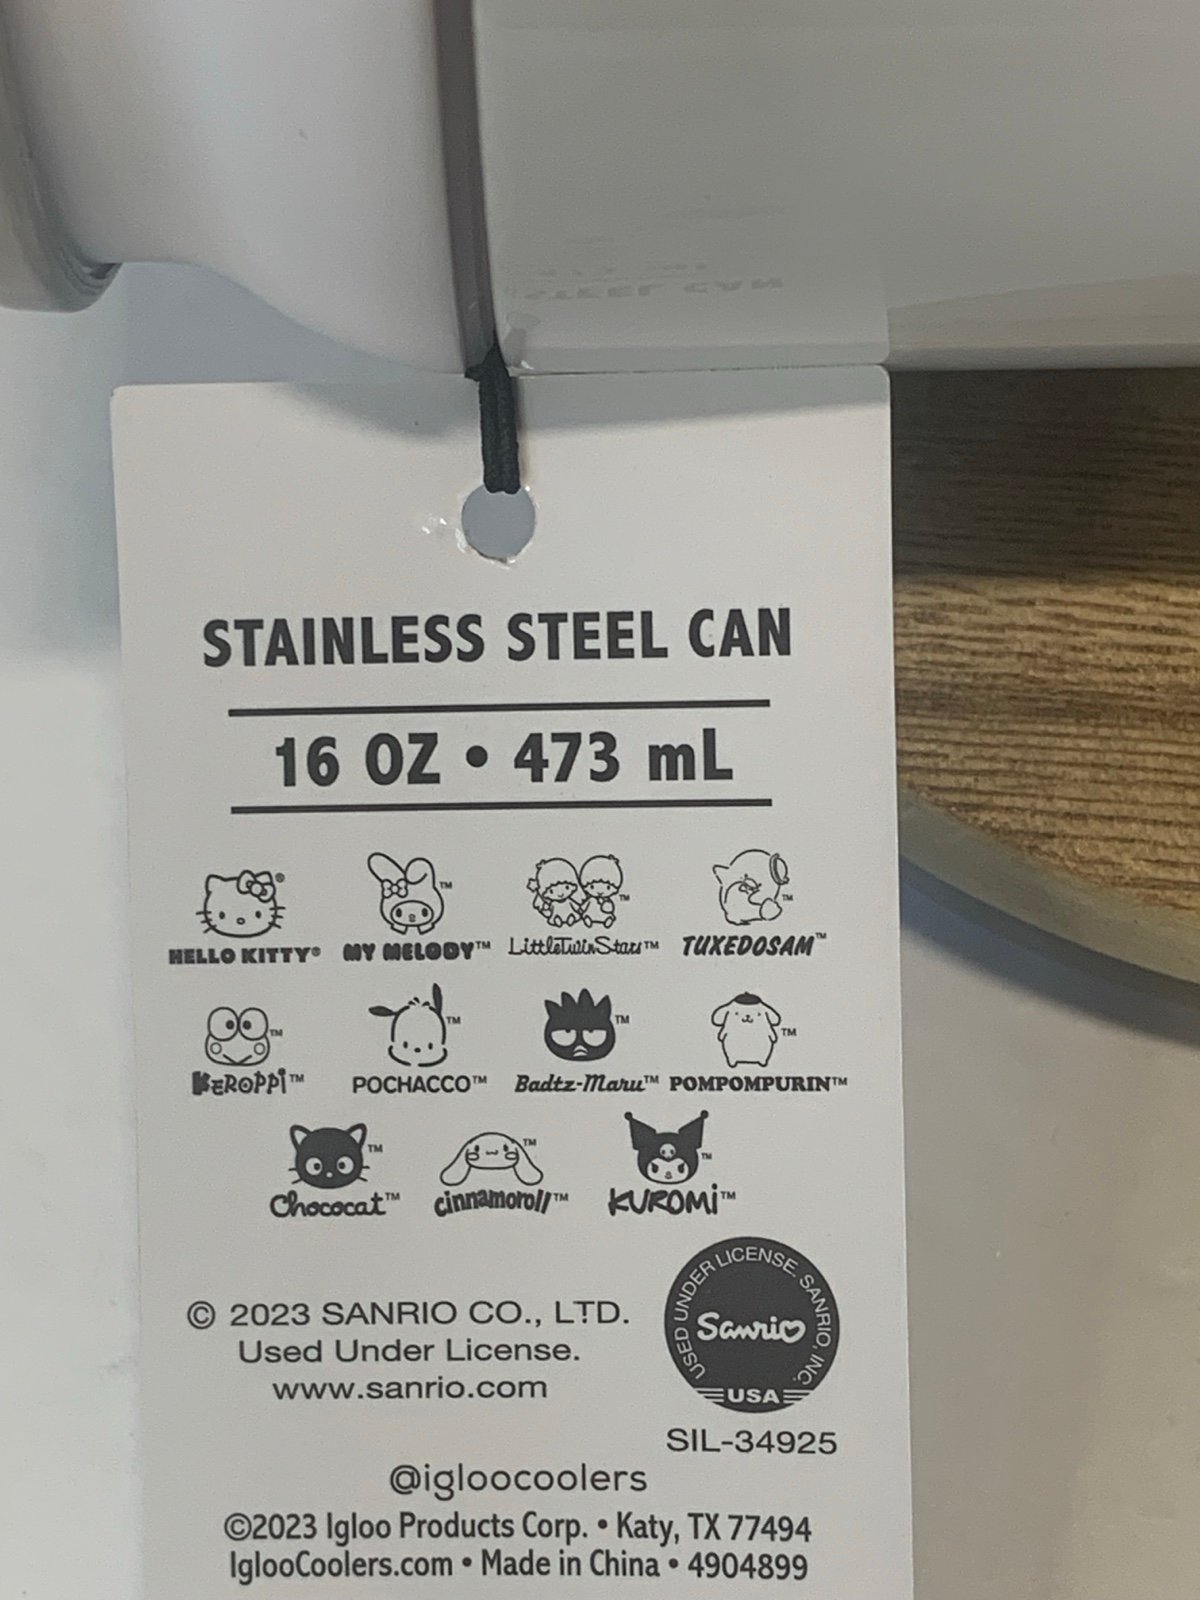 STAINLESS STEEL CAN
16 OZ • 473 mL
HELLO KITTY® MY MELODY™ LittleTwinStars™ TUXEDOSAM™
KEROPPI™ POCHACCO™ Badtz-Maru™ POMPOMPURIN™
Chococat™ cinnamoroll™ KUROMi™
© 2023 SANRIO CO., LTD.
Used Under License.
www.sanrio.com
USED UNDER LICENSE. SANRIO, INC.
Sanrio
USA
SIL-34925
@igloocoolers
©2023 Igloo Products Corp. • Katy, TX 77494
IglooCoolers.com • Made in China • 4904899